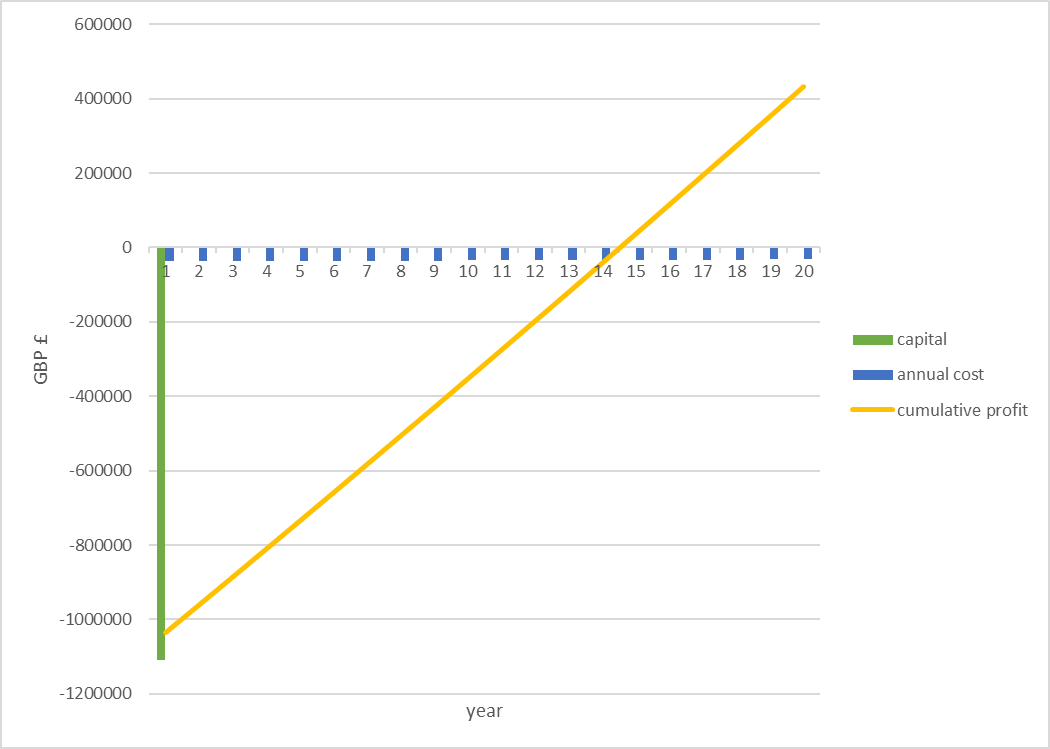 600000
400000
200000
0
1 2 3 4 5 6 7 8 9 10 11 12 13 14 15 16 17 18 19 20
-200000
GBP £
capital
annual cost
-400000
cumulative profit
-600000
-800000
-1000000
-1200000
year